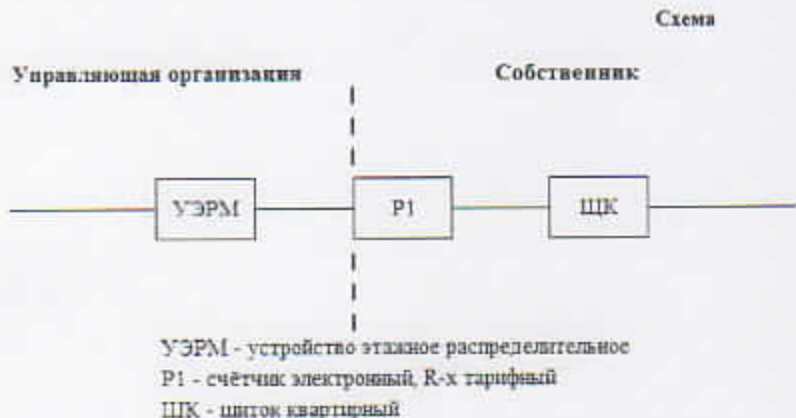 Схема
Управляющая организация Собственник
УЭРМ Р1 ЩК
УЭРМ - устройство этажное распределительное
Р1 - счётчик электронный, R-х тарифный
ЩК - щиток квартирный